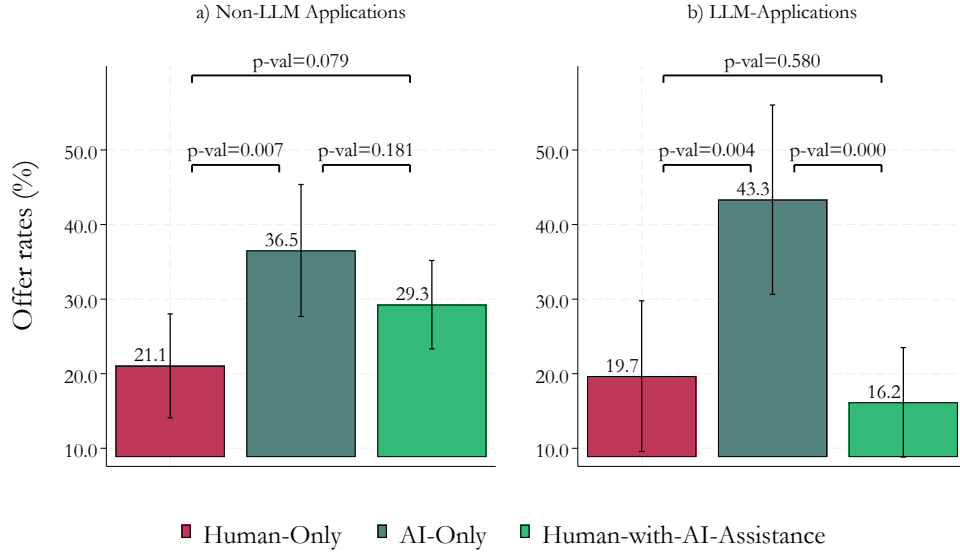 a) Non-LLM Applications
b) LLM-Applications
p-val=0.079
p-val=0.580
p-val=0.007
p-val=0.181
p-val=0.004
p-val=0.000
Offer rates (%)
50.0
40.0
30.0
20.0
10.0
21.1
36.5
29.3
50.0
40.0
30.0
20.0
10.0
19.7
43.3
16.2
Human-Only
AI-Only
Human-with-AI-Assistance